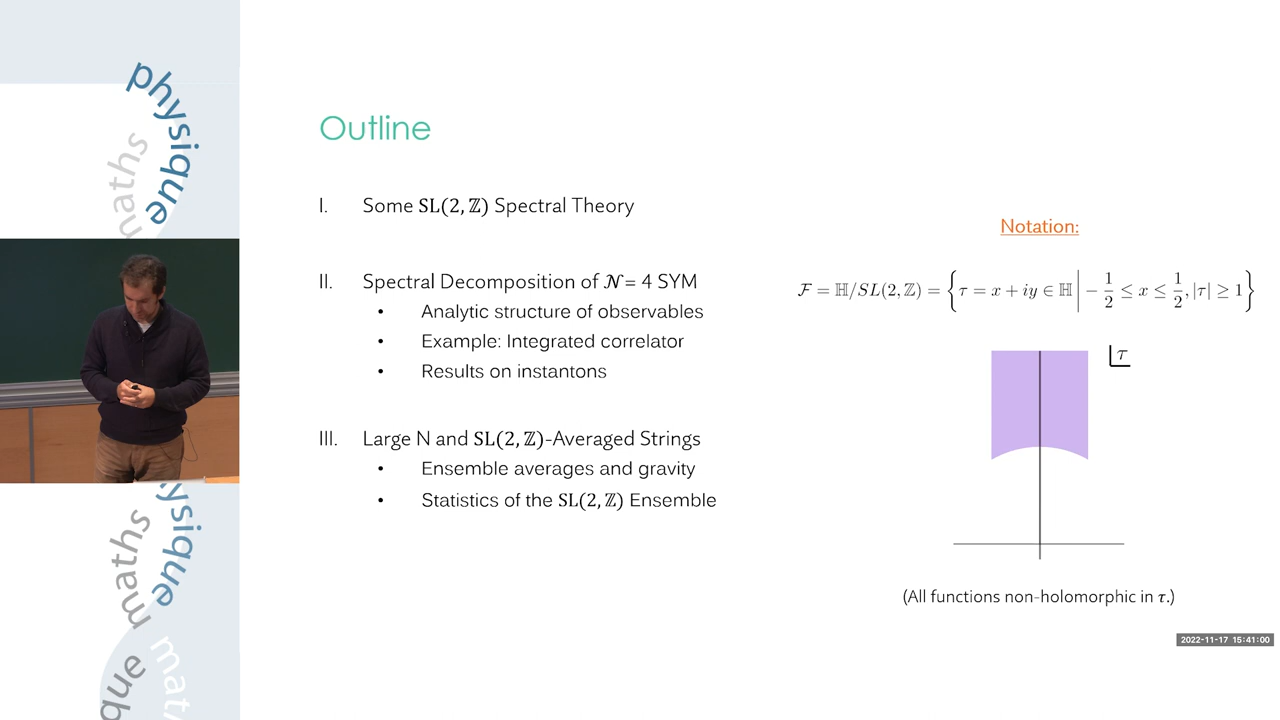 physique
maths
Outline
I. Some SL(2, ℤ) Spectral Theory
II. Spectral Decomposition of 𝒩 = 4 SYM
• Analytic structure of observables
• Example: Integrated correlator
• Results on instantons
III. Large N and SL(2, ℤ)-Averaged Strings
• Ensemble averages and gravity
• Statistics of the SL(2, ℤ) Ensemble
Notation:
ℱ = ℍ/SL(2, ℤ) = { τ = x + iy ∈ ℍ | − 1/2 ≤ x ≤ 1/2, |τ| ≥ 1 }
τ
(All functions non-holomorphic in τ.)
2022-11-17 15:41:00
ysique
maths
que
mat